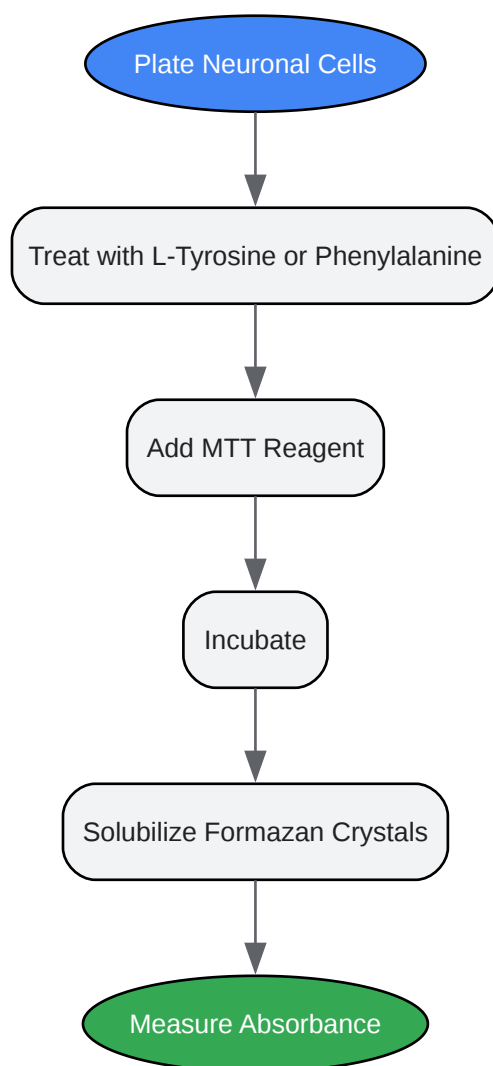 Plate Neuronal Cells
Treat with L-Tyrosine or Phenylalanine
Add MTT Reagent
Incubate
Solubilize Formazan Crystals
Measure Absorbance